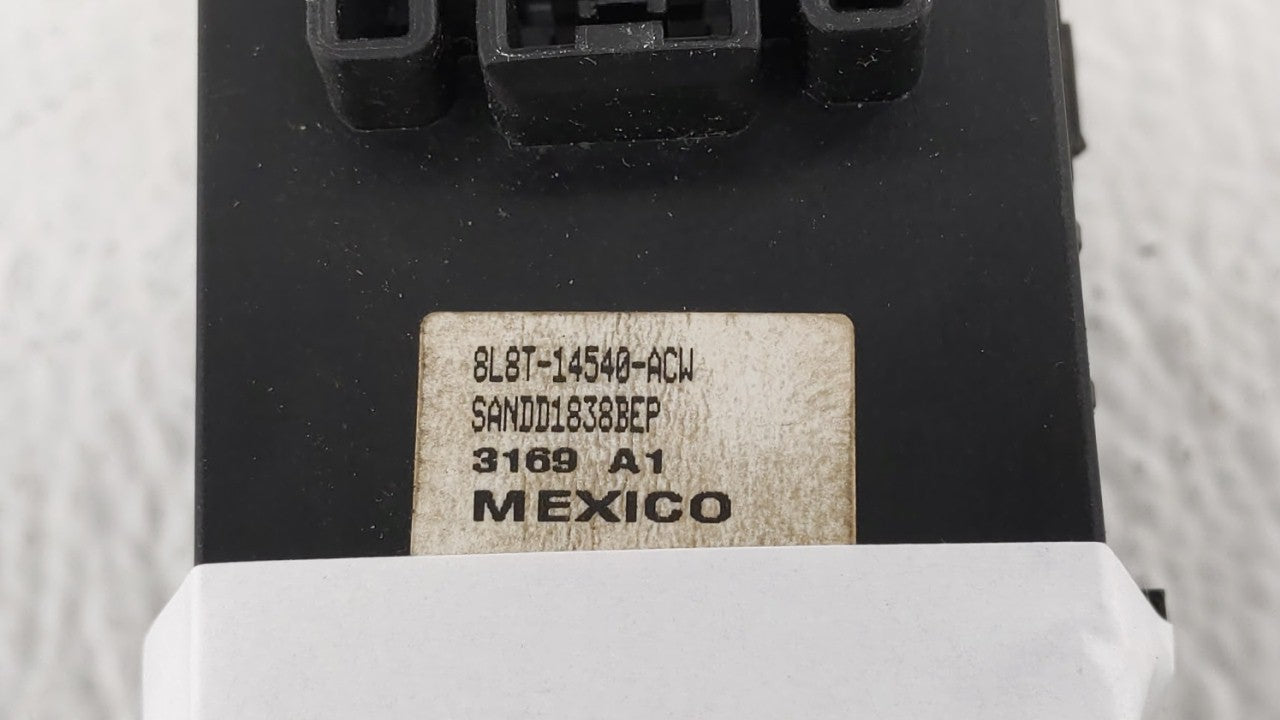 8L8T-14540-ACW
SANDD1838BEP
3169 A1
MEXICO